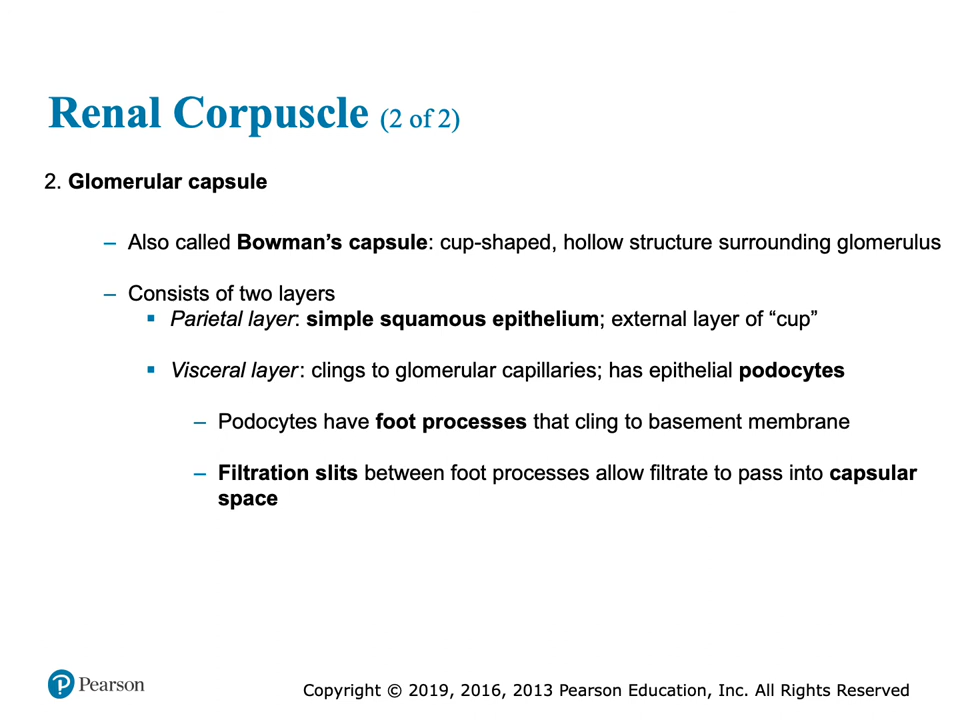 Renal Corpuscle (2 of 2)
2. Glomerular capsule
– Also called Bowman’s capsule: cup-shaped, hollow structure surrounding glomerulus
– Consists of two layers
▪ Parietal layer: simple squamous epithelium; external layer of “cup”
▪ Visceral layer: clings to glomerular capillaries; has epithelial podocytes
– Podocytes have foot processes that cling to basement membrane
– Filtration slits between foot processes allow filtrate to pass into capsular
space
P Pearson
Copyright © 2019, 2016, 2013 Pearson Education, Inc. All Rights Reserved